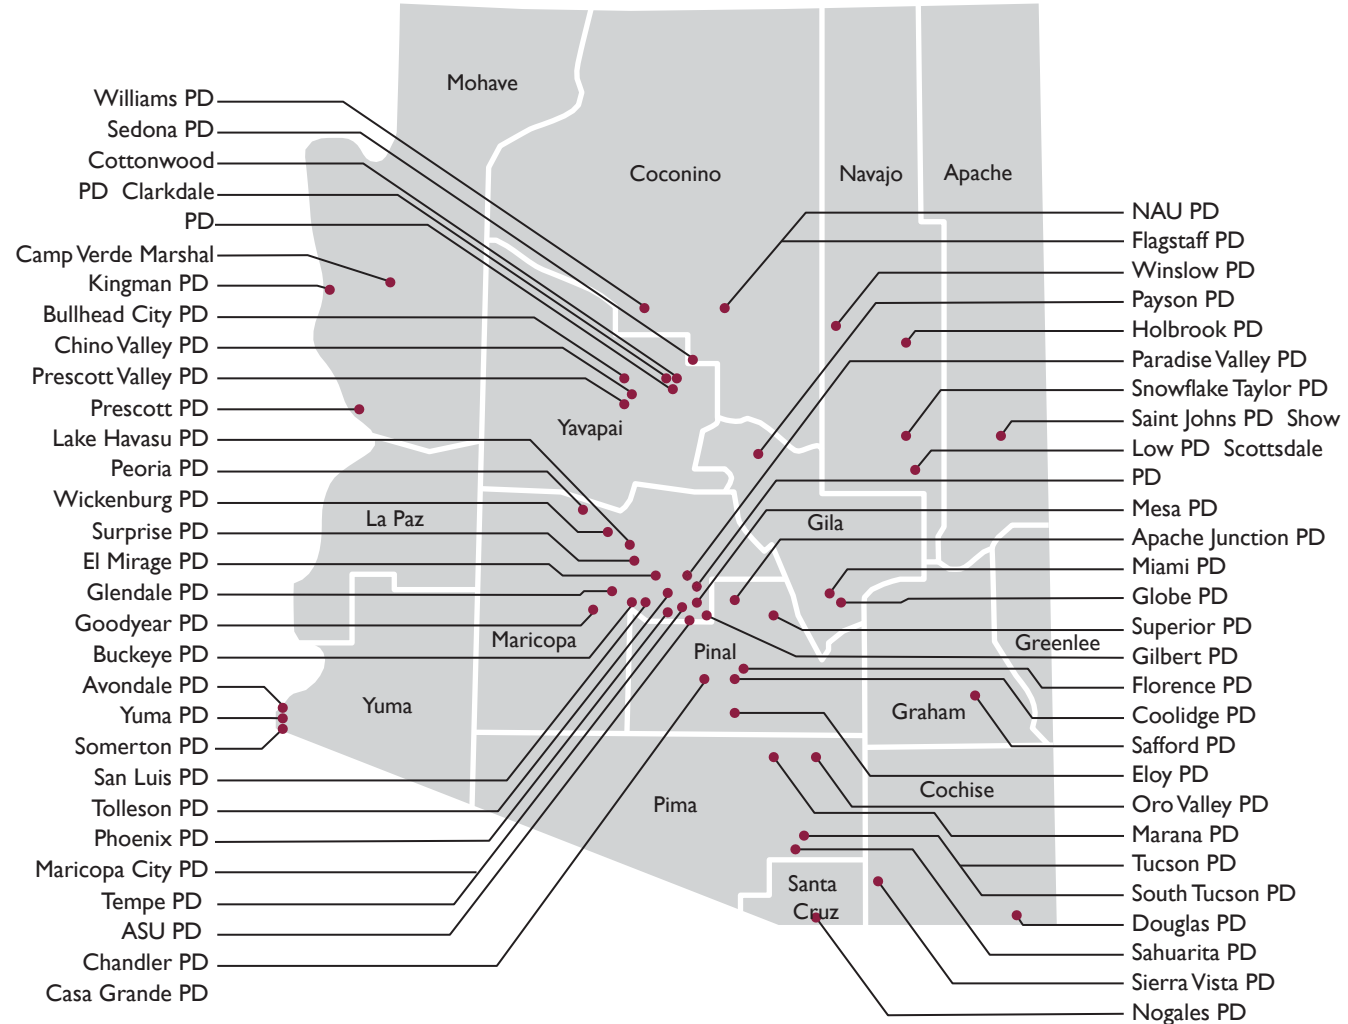 Williams PD
Sedona PD
Cottonwood
PD Clarkdale
PD
Camp Verde Marshal
Kingman PD
Bullhead City PD
Chino Valley PD
Prescott Valley PD
Prescott PD
Lake Havasu PD
Peoria PD
Wickenburg PD
Surprise PD
El Mirage PD
Glendale PD
Goodyear PD
Buckeye PD
Avondale PD
Yuma PD
Somerton PD
San Luis PD
Tolleson PD
Phoenix PD
Maricopa City PD
Tempe PD
ASU PD
Chandler PD
Casa Grande PD
Mohave
Coconino
Navajo
Apache
Yavapai
La Paz
Gila
Maricopa
Pinal
Greenlee
Yuma
Graham
Pima
Cochise
Santa
Cruz
NAU PD
Flagstaff PD
Winslow PD
Payson PD
Holbrook PD
Paradise Valley PD
Snowflake Taylor PD
Saint Johns PD Show
Low PD Scottsdale
PD
Mesa PD
Apache Junction PD
Miami PD
Globe PD
Superior PD
Gilbert PD
Florence PD
Coolidge PD
Safford PD
Eloy PD
Oro Valley PD
Marana PD
Tucson PD
South Tucson PD
Douglas PD
Sahuarita PD
Sierra Vista PD
Nogales PD